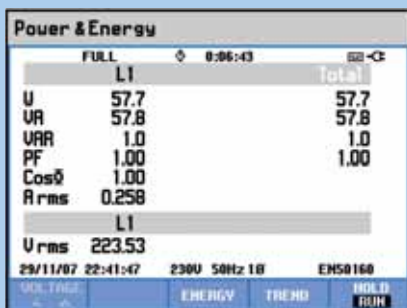 Power & Energy
FULL 0:06:43
L1 Total
W 57.7 57.7
VA 57.8 57.8
VAR 1.0 1.0
PF 1.00 1.00
CosΦ 1.00
A rms 0.258
L1
V rms 223.53
29/11/07 22:41:47 230V 50Hz 1Ø EN50160
VOLTAGE ENERGY TREND HOLD
RUN